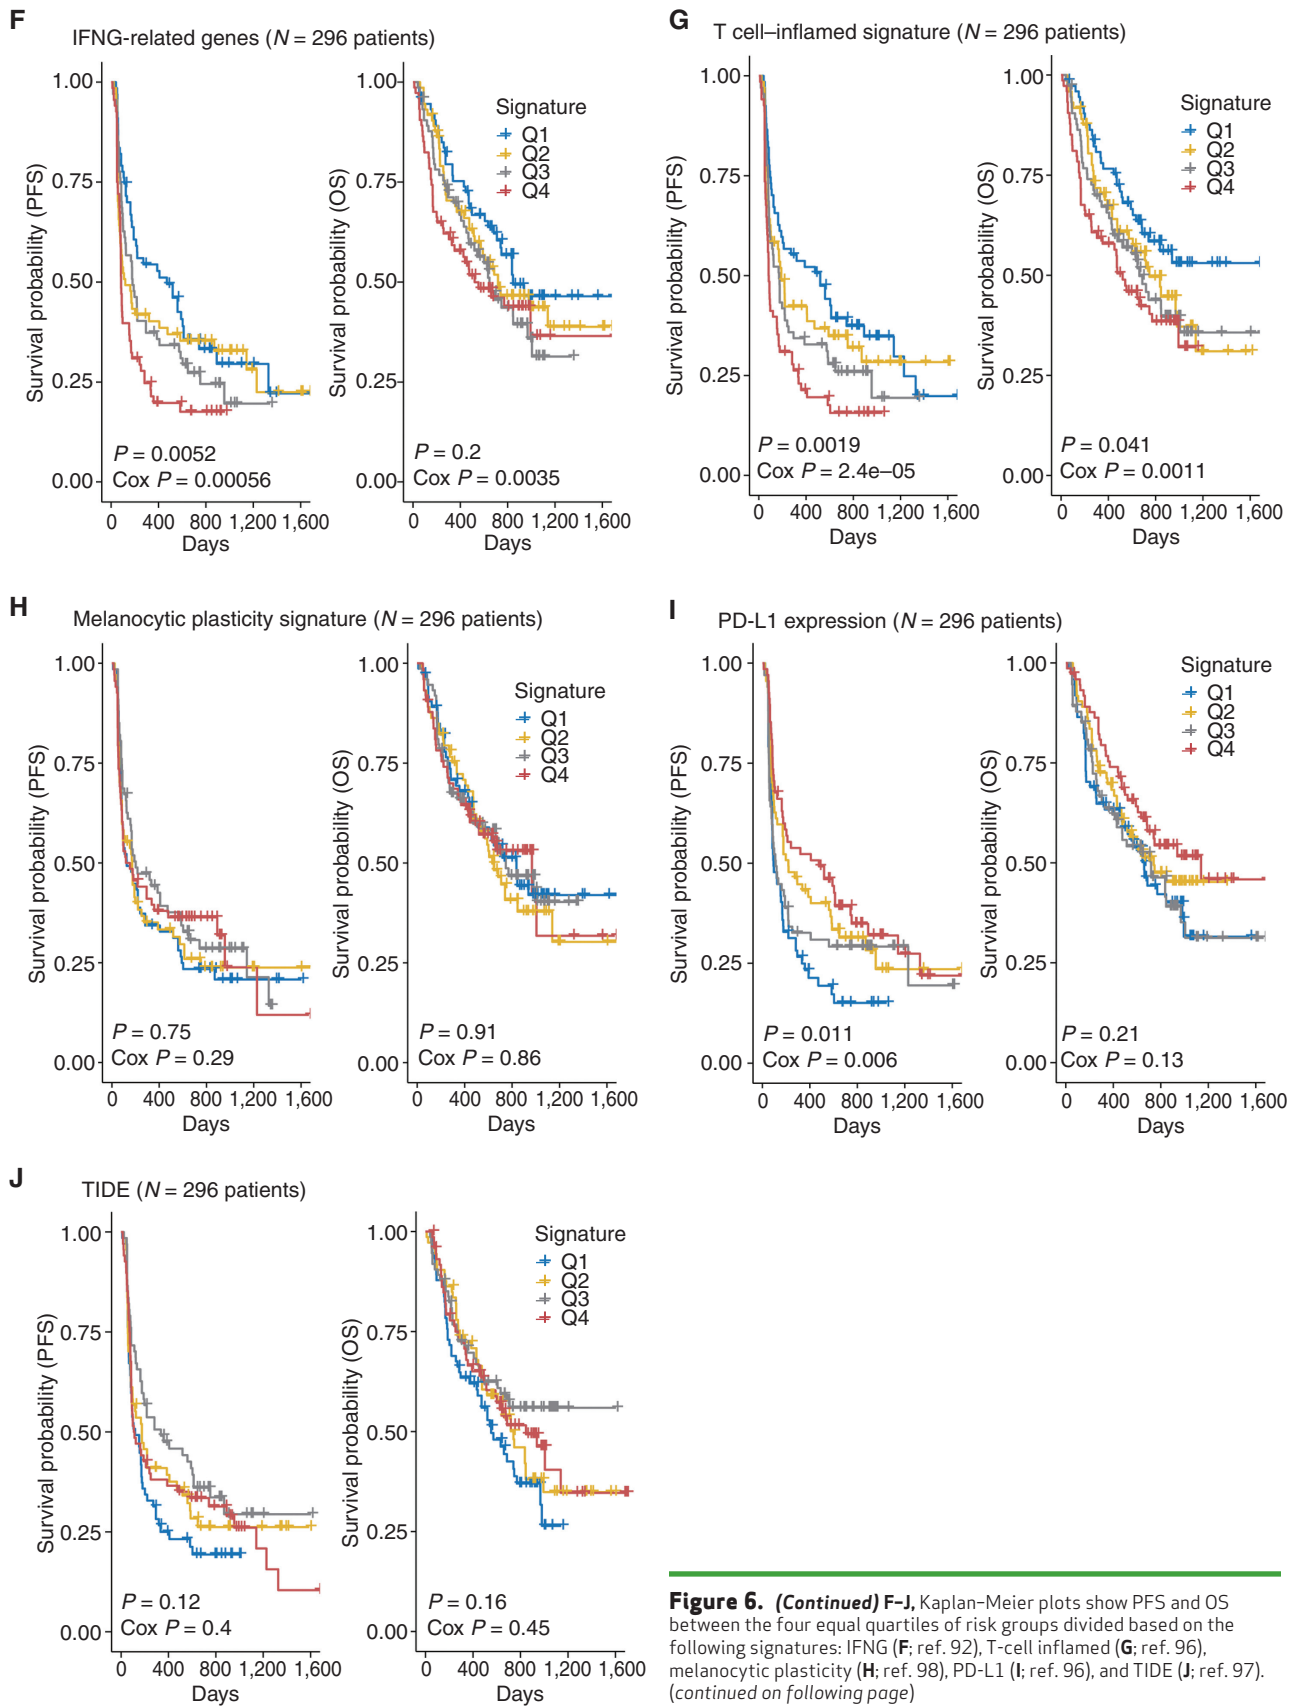 F
IFNG-related genes (N = 296 patients)
Survival probability (PFS)
1.00
0.75
0.50
0.25
0.00
P = 0.0052
Cox P = 0.00056
0 400 800 1,200 1,600
Days
Survival probability (OS)
1.00
0.75
0.50
0.25
0.00
Signature
Q1
Q2
Q3
Q4
P = 0.2
Cox P = 0.0035
0 400 800 1,200 1,600
Days
G
T cell–inflamed signature (N = 296 patients)
Survival probability (PFS)
1.00
0.75
0.50
0.25
0.00
P = 0.0019
Cox P = 2.4e–05
0 400 800 1,200 1,600
Days
Survival probability (OS)
1.00
0.75
0.50
0.25
0.00
Signature
Q1
Q2
Q3
Q4
P = 0.041
Cox P = 0.0011
0 400 800 1,200 1,600
Days
H
Melanocytic plasticity signature (N = 296 patients)
Survival probability (PFS)
1.00
0.75
0.50
0.25
0.00
P = 0.75
Cox P = 0.29
0 400 800 1,200 1,600
Days
Survival probability (OS)
1.00
0.75
0.50
0.25
0.00
Signature
Q1
Q2
Q3
Q4
P = 0.91
Cox P = 0.86
0 400 800 1,200 1,600
Days
I
PD-L1 expression (N = 296 patients)
Survival probability (PFS)
1.00
0.75
0.50
0.25
0.00
P = 0.011
Cox P = 0.006
0 400 800 1,200 1,600
Days
Survival probability (OS)
1.00
0.75
0.50
0.25
0.00
Signature
Q1
Q2
Q3
Q4
P = 0.21
Cox P = 0.13
0 400 800 1,200 1,600
Days
J
TIDE (N = 296 patients)
Survival probability (PFS)
1.00
0.75
0.50
0.25
0.00
P = 0.12
Cox P = 0.4
0 400 800 1,200 1,600
Days
Survival probability (OS)
1.00
0.75
0.50
0.25
0.00
Signature
Q1
Q2
Q3
Q4
P = 0.16
Cox P = 0.45
0 400 800 1,200 1,600
Days
Figure 6. (Continued) F–J, Kaplan–Meier plots show PFS and OS
between the four equal quartiles of risk groups divided based on the
following signatures: IFNG (F; ref. 92), T-cell inflamed (G; ref. 96),
melanocytic plasticity (H; ref. 98), PD-L1 (I; ref. 96), and TIDE (J; ref. 97).
(continued on following page)